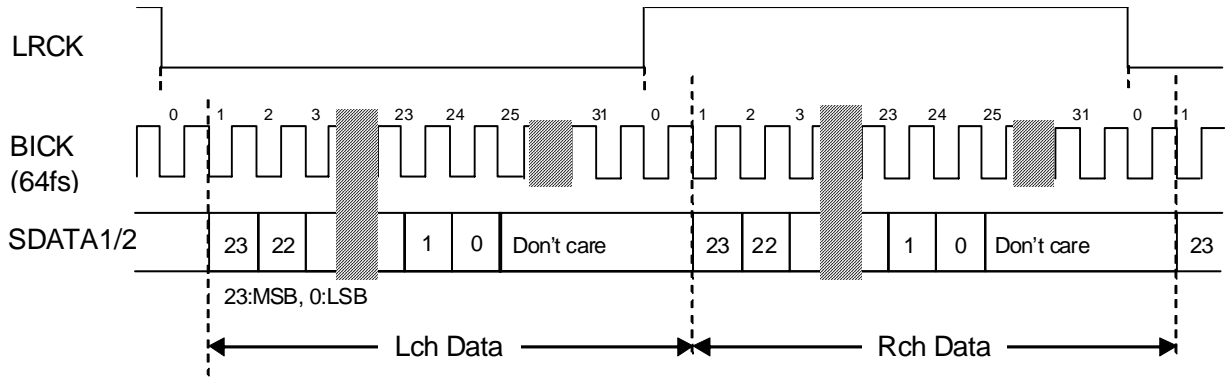 LRCK
0 1 2 3 23 24 25 31 0 1 2 3 23 24 25 31 0 1
BICK
(64fs)
SDATA1/2 23 22 1 0 Don't care 23 22 1 0 Don't care 23
23:MSB, 0:LSB
Lch Data Rch Data